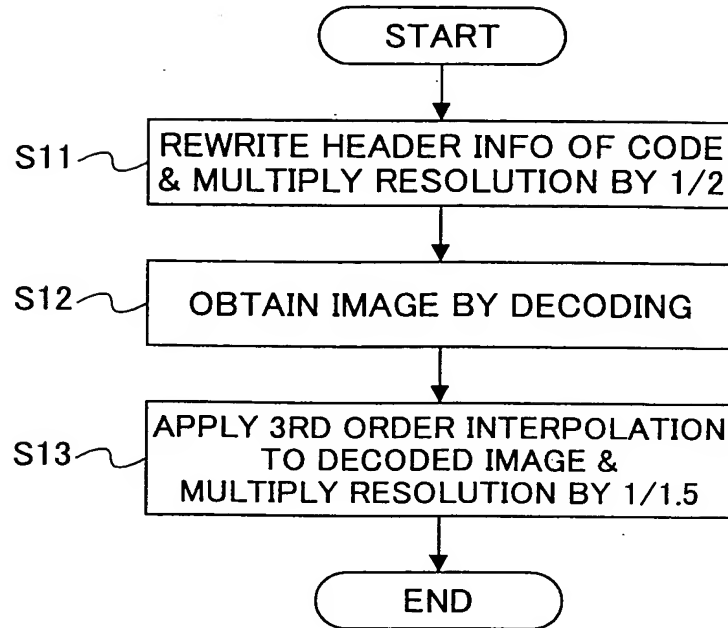 START
S11
REWRITE HEADER INFO OF CODE
& MULTIPLY RESOLUTION BY 1/2
S12
OBTAIN IMAGE BY DECODING
S13
APPLY 3RD ORDER INTERPOLATION
TO DECODED IMAGE &
MULTIPLY RESOLUTION BY 1/1.5
END